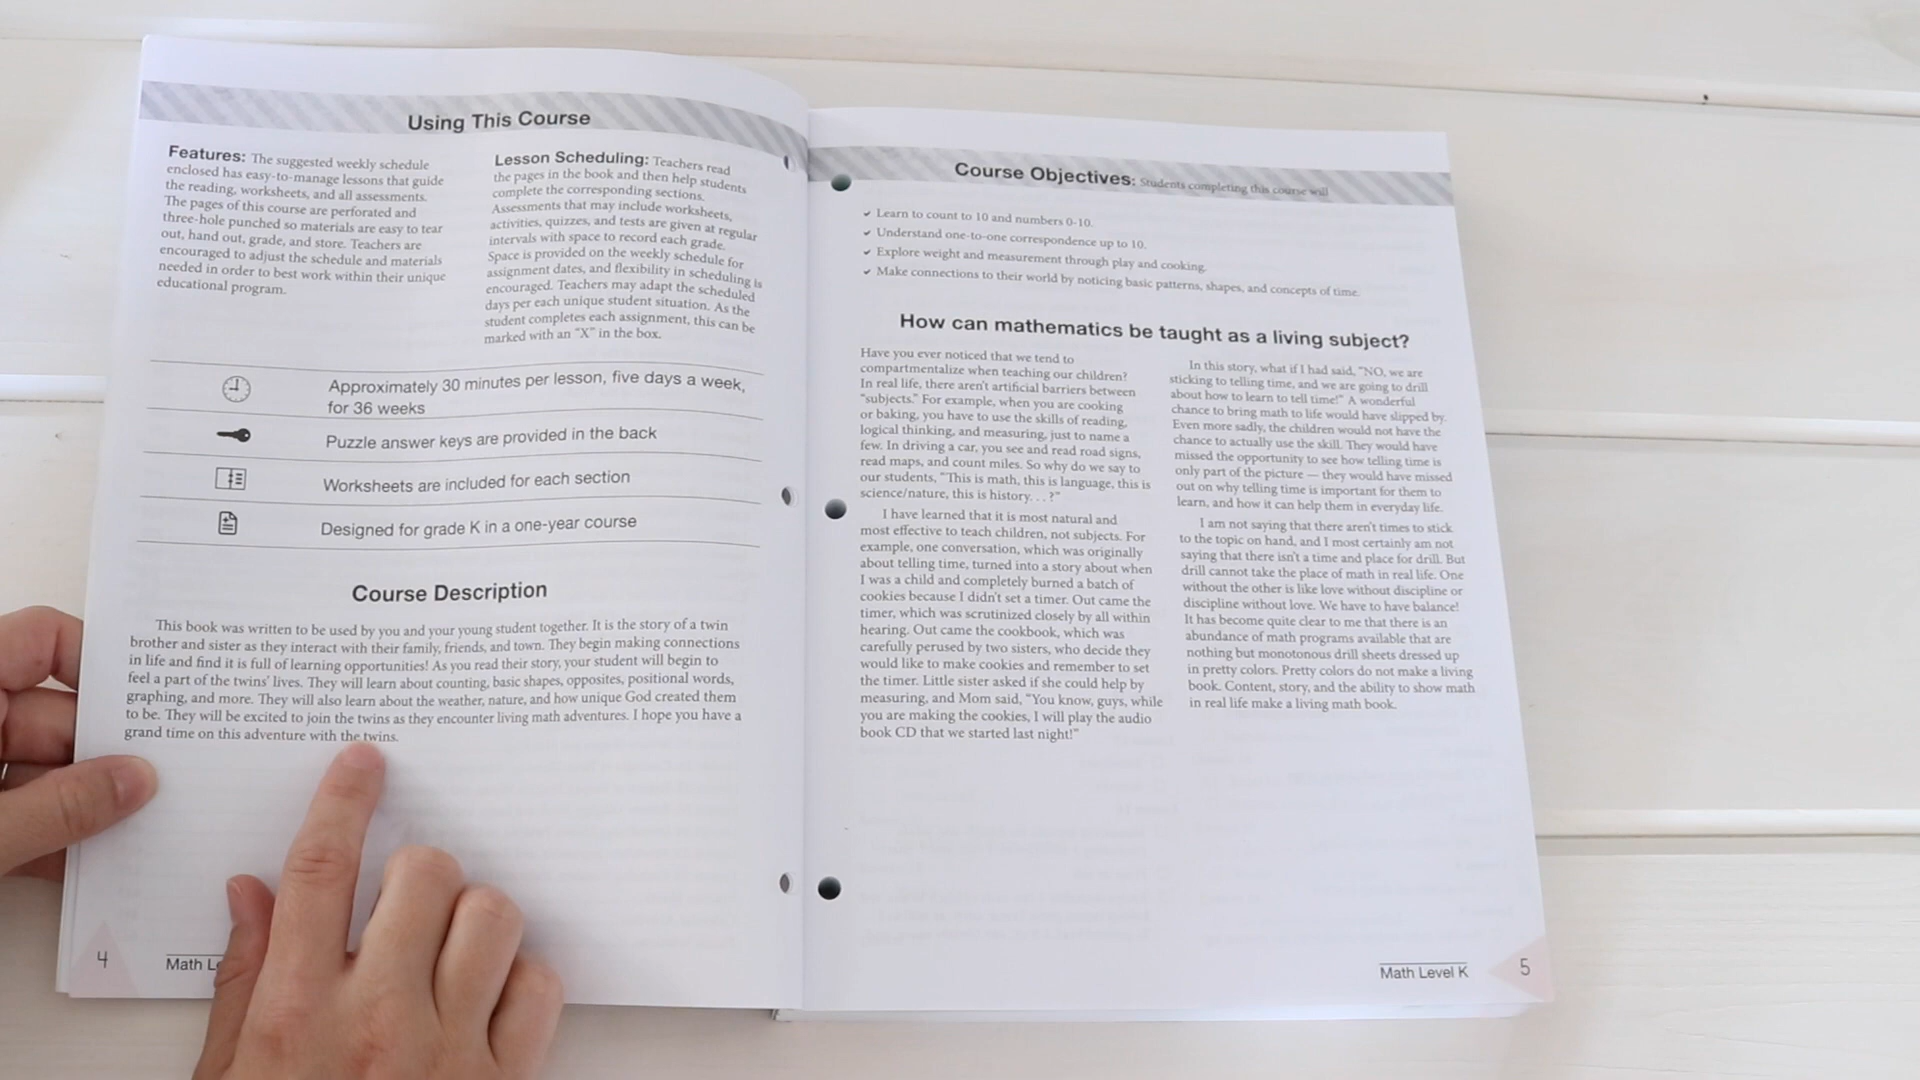 Using This Course
Features: The suggested weekly schedule
enclosed has easy-to-manage lessons that guide
the reading, worksheets, and all assessments.
The pages of this course are perforated and
three-hole punched so materials are easy to tear
out, hand out, grade, and store. Teachers are
encouraged to adjust the schedule and materials
needed in order to best work within their unique
educational program.
Lesson Scheduling: Teachers read
the pages in the book and then help students
complete the corresponding sections.
Assessments that may include worksheets,
activities, quizzes, and tests are given at regular
intervals with space to record each grade.
Space is provided on the weekly schedule for
assignment dates, and flexibility in scheduling is
encouraged. Teachers may adapt the scheduled
days per each unique student situation. As the
student completes each assignment, this can be
marked with an "X" in the box.
Approximately 30 minutes per lesson, five days a week,
for 36 weeks
Puzzle answer keys are provided in the back
Worksheets are included for each section
Designed for grade K in a one-year course
Course Description
This book was written to be used by you and your young student together. It is the story of a twin
brother and sister as they interact with their family, friends, and town. They begin making connections
in life and find it is full of learning opportunities! As you read their story, your student will begin to
feel a part of the twins' lives. They will learn about counting, basic shapes, opposites, positional words,
graphing, and more. They will also learn about the weather, nature, and how unique God created them
to be. They will be excited to join the twins as they encounter living math adventures. I hope you have a
grand time on this adventure with the twins.
4
Math
Course Objectives: Students completing this course will
✓ Learn to count to 10 and numbers 0-10.
✓ Understand one-to-one correspondence up to 10.
✓ Explore weight and measurement through play and cooking.
✓ Make connections to their world by noticing basic patterns, shapes, and concepts of time.
How can mathematics be taught as a living subject?
Have you ever noticed that we tend to
compartmentalize when teaching our children?
In real life, there aren't artificial barriers between
"subjects." For example, when you are cooking
or baking, you have to use the skills of reading,
logical thinking, and measuring, just to name a
few. In driving a car, you see and read road signs,
read maps, and count miles. So why do we say to
our students, "This is math, this is language, this is
science/nature, this is history. . . ?"
I have learned that it is most natural and
most effective to teach children, not subjects. For
example, one conversation, which was originally
about telling time, turned into a story about when
I was a child and completely burned a batch of
cookies because I didn't set a timer. Out came the
timer, which was scrutinized closely by all within
hearing. Out came the cookbook, which was
carefully perused by two sisters, who decide they
would like to make cookies and remember to set
the timer. Little sister asked if she could help by
measuring, and Mom said, "You know, guys, while
you are making the cookies, I will play the audio
book CD that we started last night!"
In this story, what if I had said, "NO, we are
sticking to telling time, and we are going to drill
about how to learn to tell time!" A wonderful
chance to bring math to life would have slipped by.
Even more sadly, the children would not have the
chance to actually use the skill. They would have
missed the opportunity to see how telling time is
only part of the picture — they would have missed
out on why telling time is important for them to
learn, and how it can help them in everyday life.
I am not saying that there aren't times to stick
to the topic on hand, and I most certainly am not
saying that there isn't a time and place for drill. But
drill cannot take the place of math in real life. One
without the other is like love without discipline or
discipline without love. We have to have balance!
It has become quite clear to me that there is an
abundance of math programs available that are
nothing but monotonous drill sheets dressed up
in pretty colors. Pretty colors do not make a living
book. Content, story, and the ability to show math
in real life make a living math book.
Math Level K
5